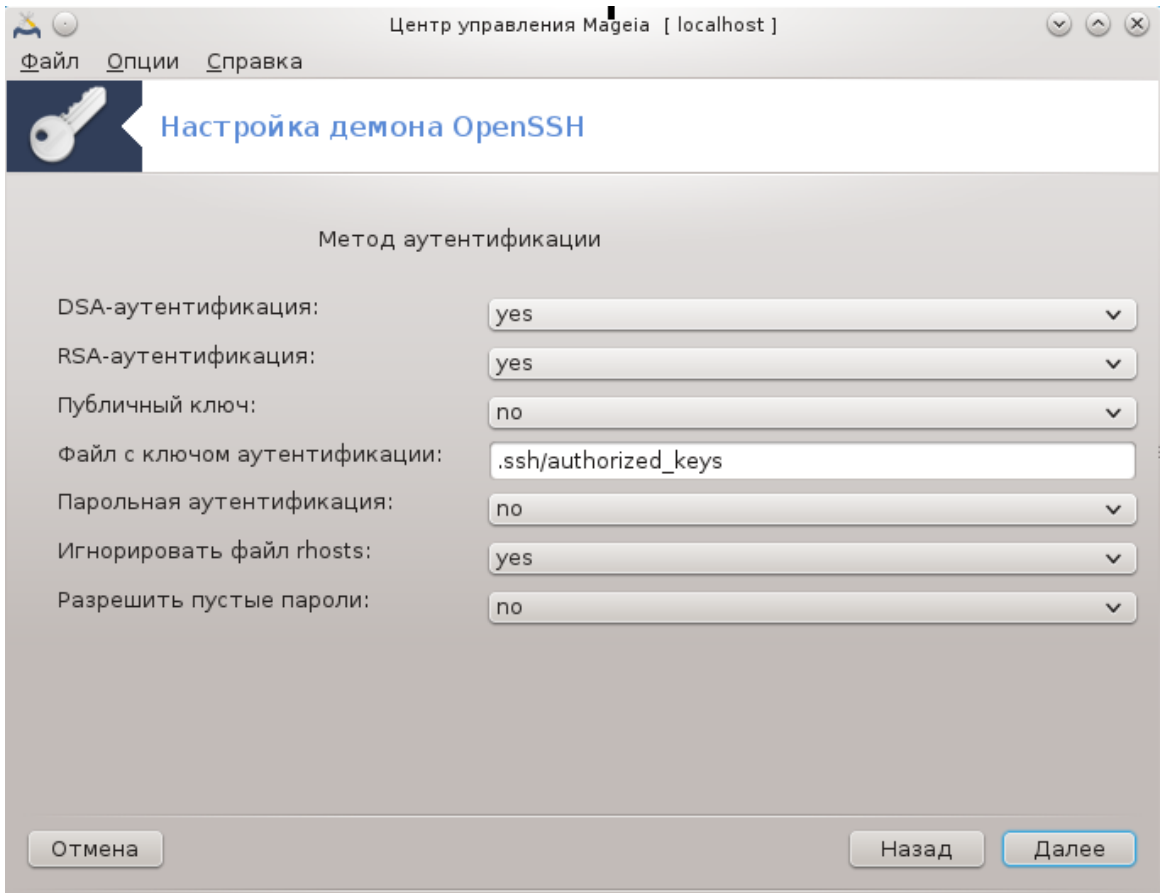 Центр управления Mageia [ localhost ]
Файл Опции Справка
Настройка демона OpenSSH
Метод аутентификации
DSA-аутентификация: yes
RSA-аутентификация: yes
Публичный ключ: no
Файл с ключом аутентификации: .ssh/authorized_keys
Парольная аутентификация: no
Игнорировать файл rhosts: yes
Разрешить пустые пароли: no
Отмена Назад Далее